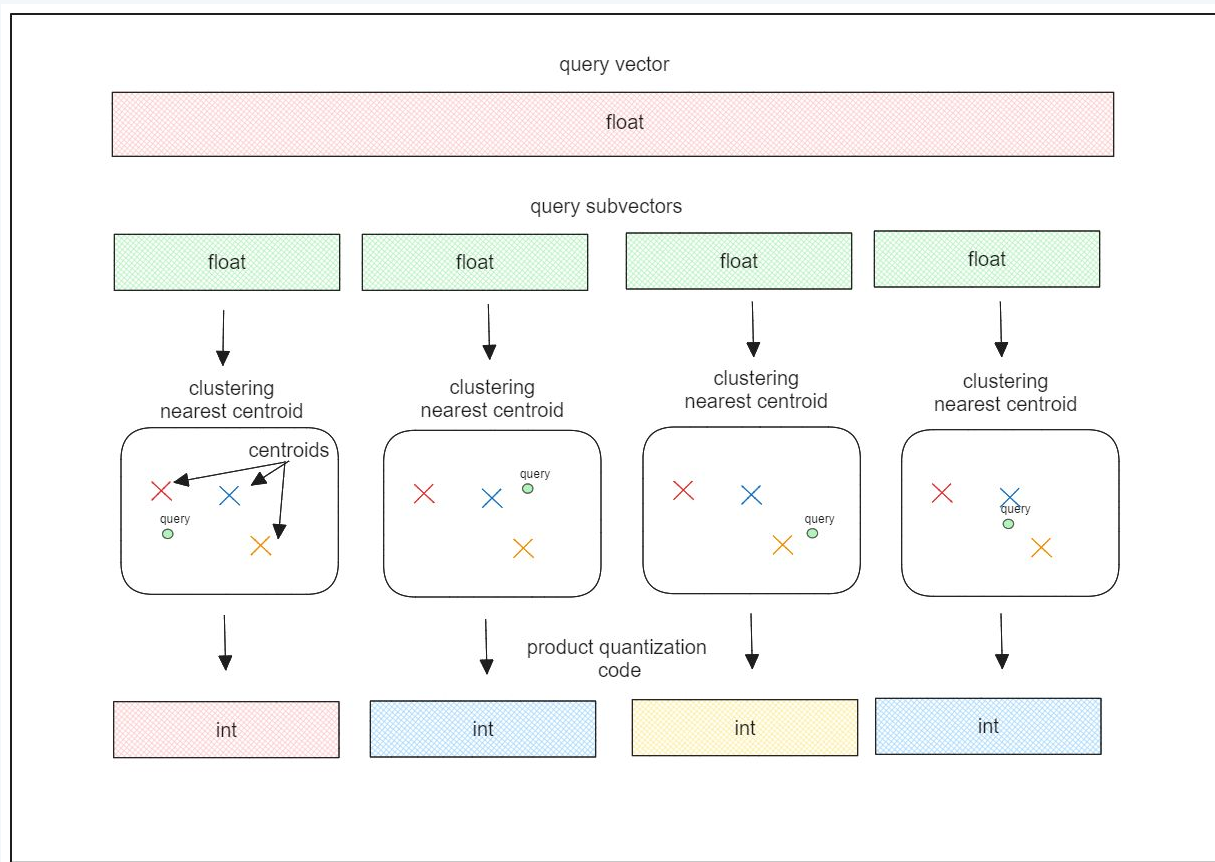 query vector
float
query subvectors
float
float
float
float
clustering
nearest centroid
clustering
nearest centroid
clustering
nearest centroid
clustering
nearest centroid
centroids
query
query
query
query
product quantization
code
int
int
int
int